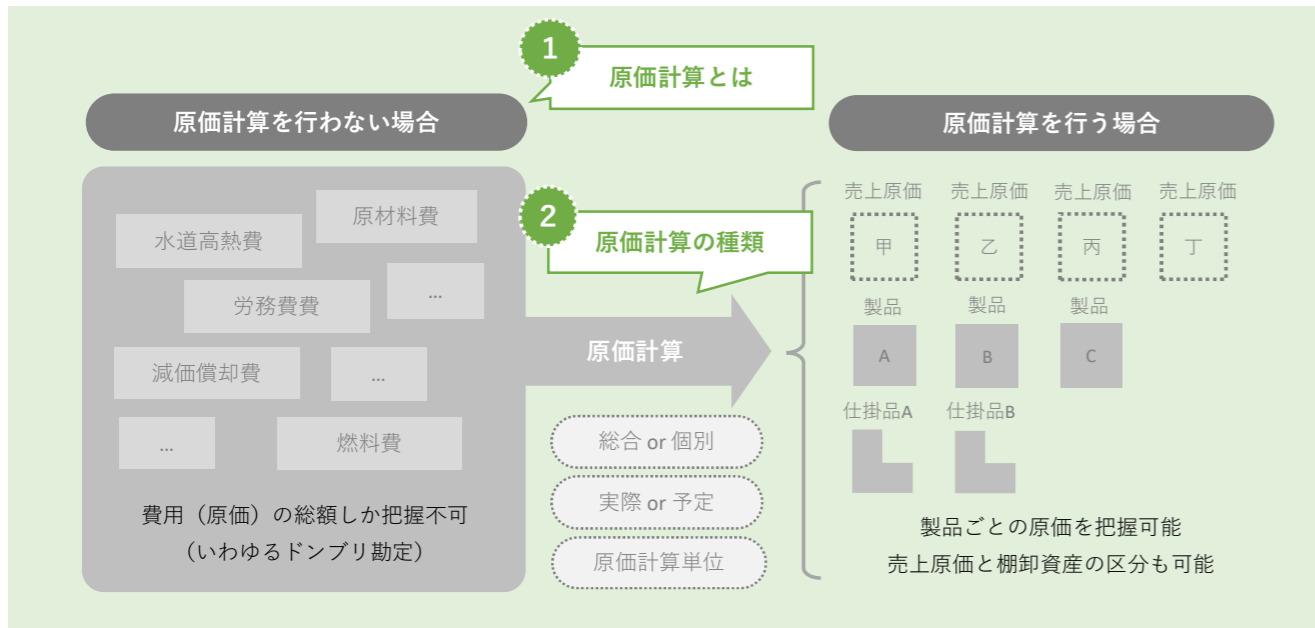 1
原価計算とは
原価計算を行わない場合
水道高熱費
原材料費
労務費費
...
減価償却費
...
...
燃料費
費用（原価）の総額しか把握不可
（いわゆるドンブリ勘定）
2
原価計算の種類
原価計算
総合 or 個別
実際 or 予定
原価計算単位
原価計算を行う場合
売上原価 売上原価 売上原価 売上原価
甲 乙 丙 丁
製品 製品 製品
A B C
仕掛品A 仕掛品B
製品ごとの原価を把握可能
売上原価と棚卸資産の区分も可能